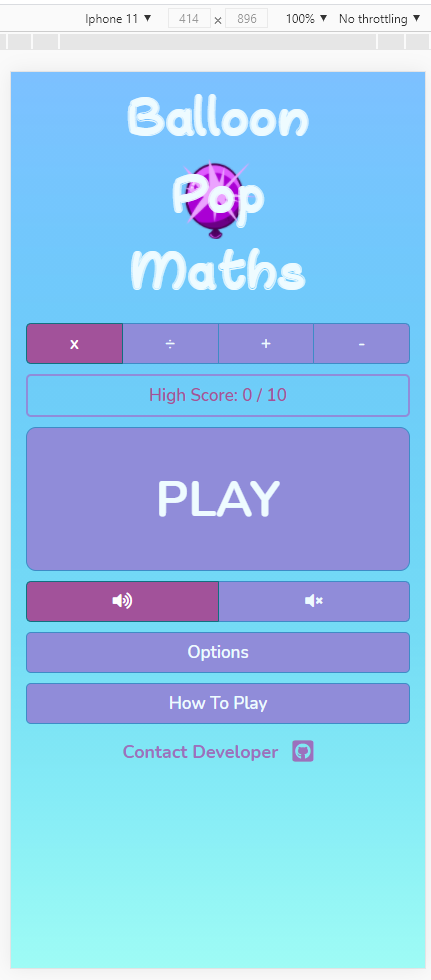 Iphone 11 ▼ 414 × 896 100% ▼ No throttling ▼
Balloon
Pop
Maths
x ÷ + -
High Score: 0 / 10
PLAY
Options
How To Play
Contact Developer